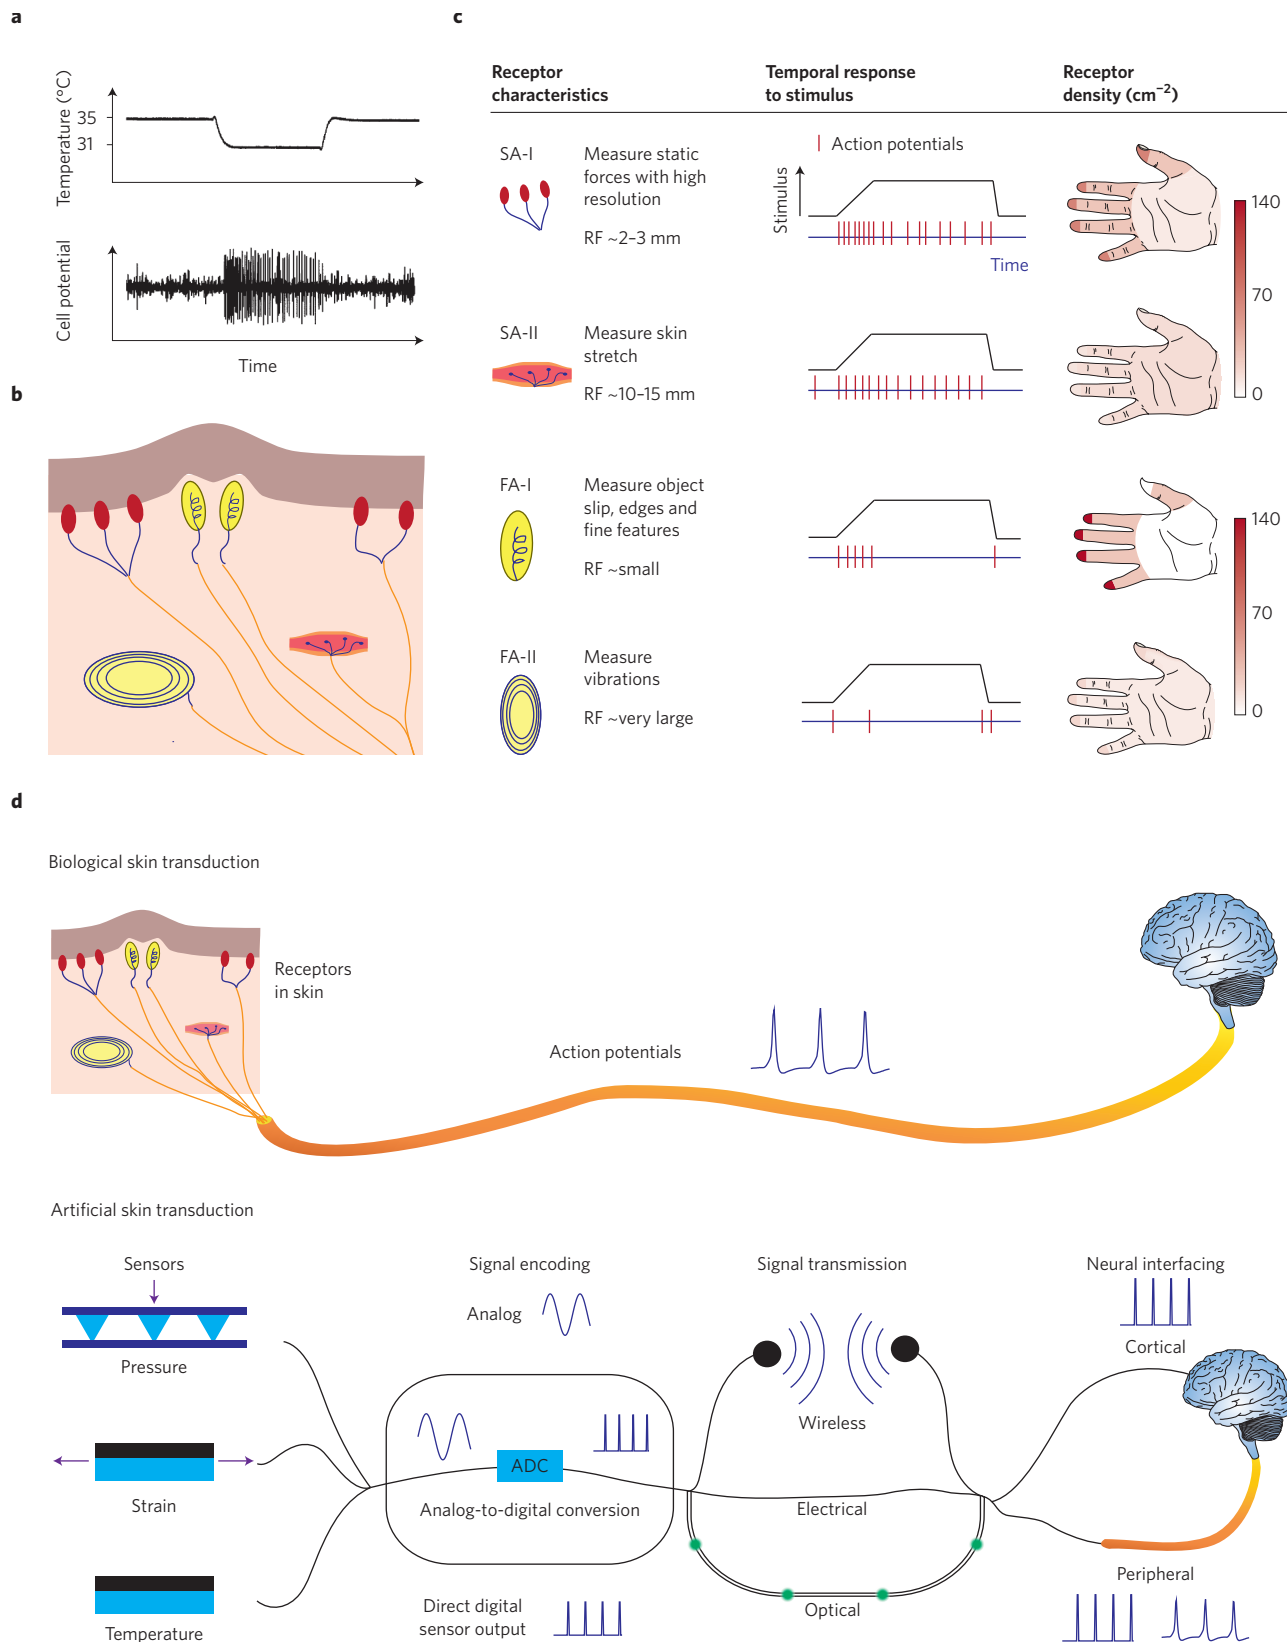 a
Temperature (°C)
35
31
Cell potential
Time
b
c
Receptor
characteristics
Temporal response
to stimulus
Receptor
density (cm⁻²)
SA-I
Measure static
forces with high
resolution
RF ~2–3 mm
Action potentials
Stimulus
Time
140
70
0
SA-II
Measure skin
stretch
RF ~10–15 mm
FA-I
Measure object
slip, edges and
fine features
RF ~small
140
70
0
FA-II
Measure
vibrations
RF ~very large
d
Biological skin transduction
Receptors
in skin
Action potentials
Artificial skin transduction
Sensors
Pressure
Strain
Temperature
Signal encoding
Analog
ADC
Analog-to-digital conversion
Direct digital
sensor output
Signal transmission
Wireless
Electrical
Optical
Neural interfacing
Cortical
Peripheral